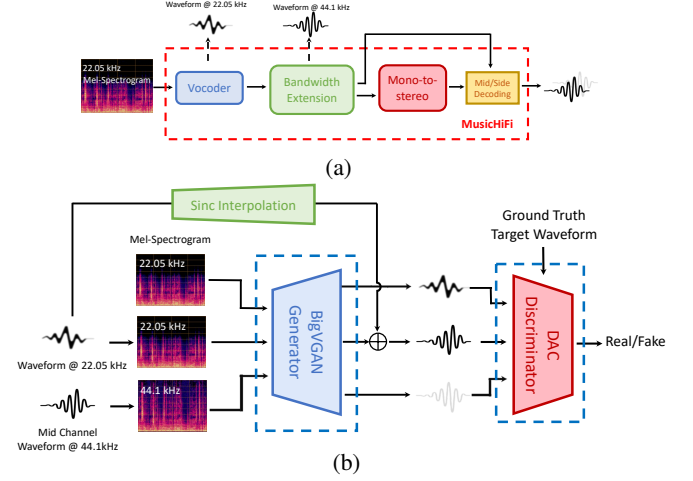 Waveform @ 22.05 kHz
Waveform @ 44.1 kHz
22.05 kHz
Mel-Spectrogram
Vocoder
Bandwidth
Extension
Mono-to-
stereo
Mid/Side
Decoding
MusicHiFi
(a)
Sinc Interpolation
Ground Truth
Target Waveform
Mel-Spectrogram
22.05 kHz
22.05 kHz
Waveform @ 22.05 kHz
44.1 kHz
Mid Channel
Waveform @ 44.1kHz
BigVGAN
Generator
DAC
Discriminator
Real/Fake
(b)